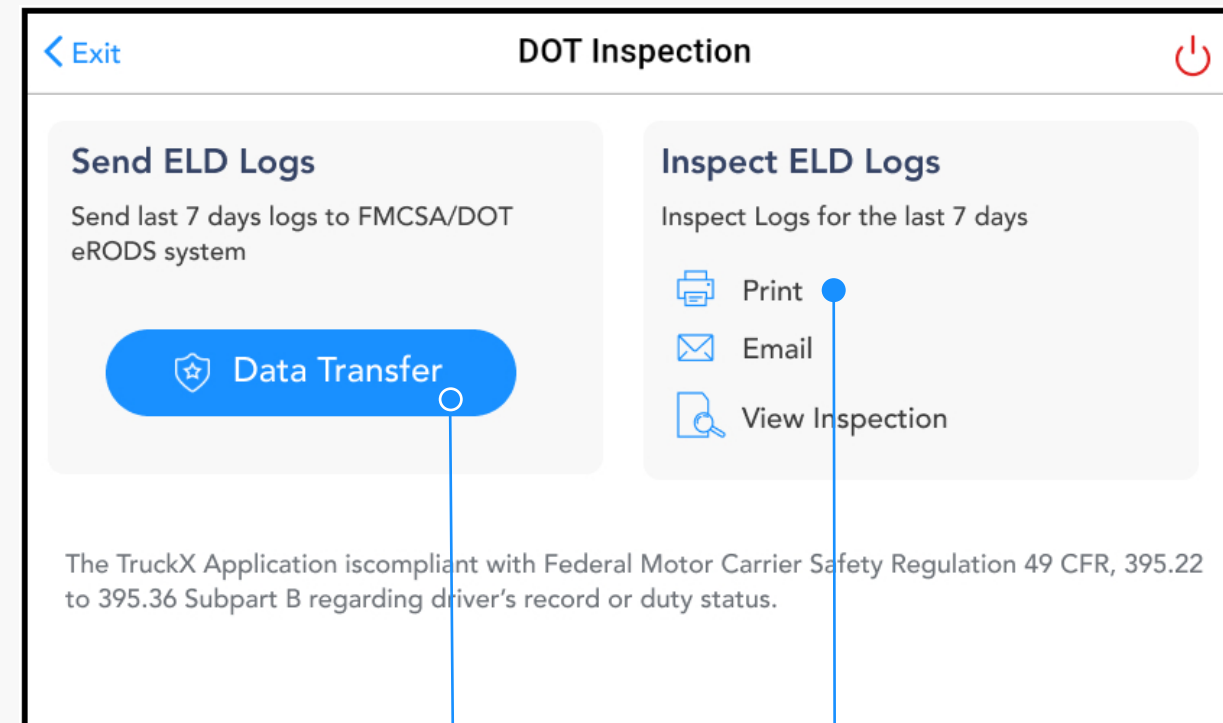 Exit
DOT Inspection
Send ELD Logs
Send last 7 days logs to FMCSA/DOT
eRODS system
Data Transfer
Inspect ELD Logs
Inspect Logs for the last 7 days
Print
Email
View Inspection
The TruckX Application iscompliant with Federal Motor Carrier Safety Regulation 49 CFR, 395.22
to 395.36 Subpart B regarding driver’s record or duty status.